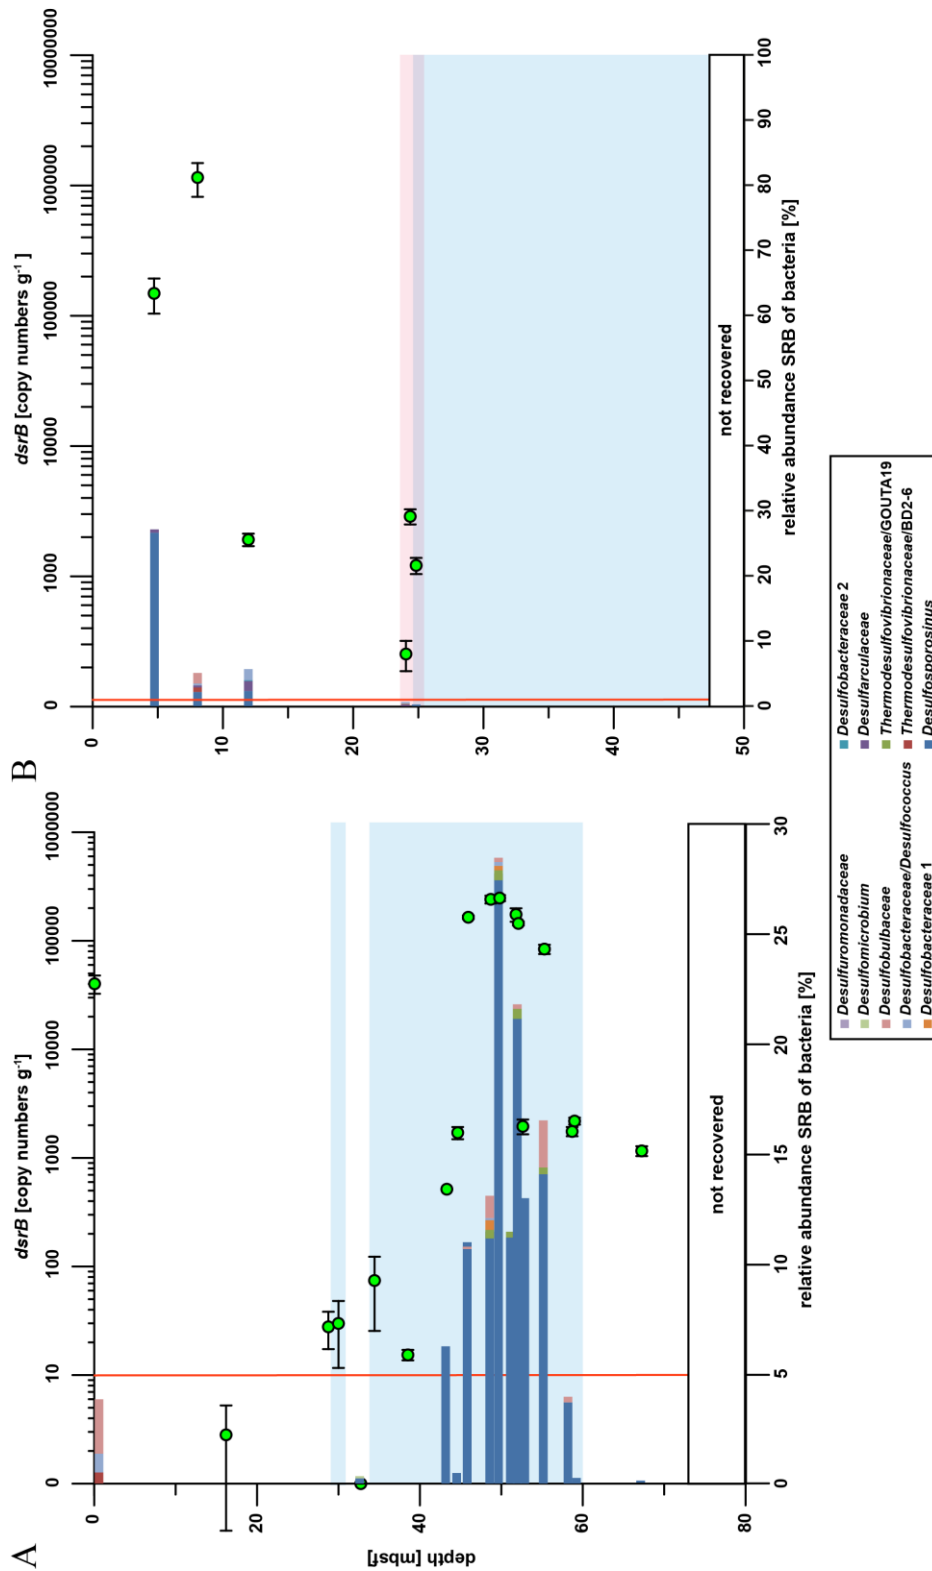 A
dsrB [copy numbers g⁻¹]
0 10 100 1000 10000 100000 1000000
depth [mbsf]
0
20
40
60
80
not recovered
0 5 10 15 20 25 30
relative abundance SRB of bacteria [%]
B
dsrB [copy numbers g⁻¹]
0 1000 10000 100000 1000000 10000000
0
10
20
30
40
50
not recovered
0 10 20 30 40 50 60 70 80 90 100
relative abundance SRB of bacteria [%]
Desulfuromonadaceae
Desulfomicrobium
Desulfobulbaceae
Desulfobacteraceae/Desulfococcus
Desulfobacteraceae 1
Desulfobacteraceae 2
Desulfarculaceae
Thermodesulfovibrionaceae/GOUTA19
Thermodesulfovibrionaceae/BD2-6
Desulfosporosinus